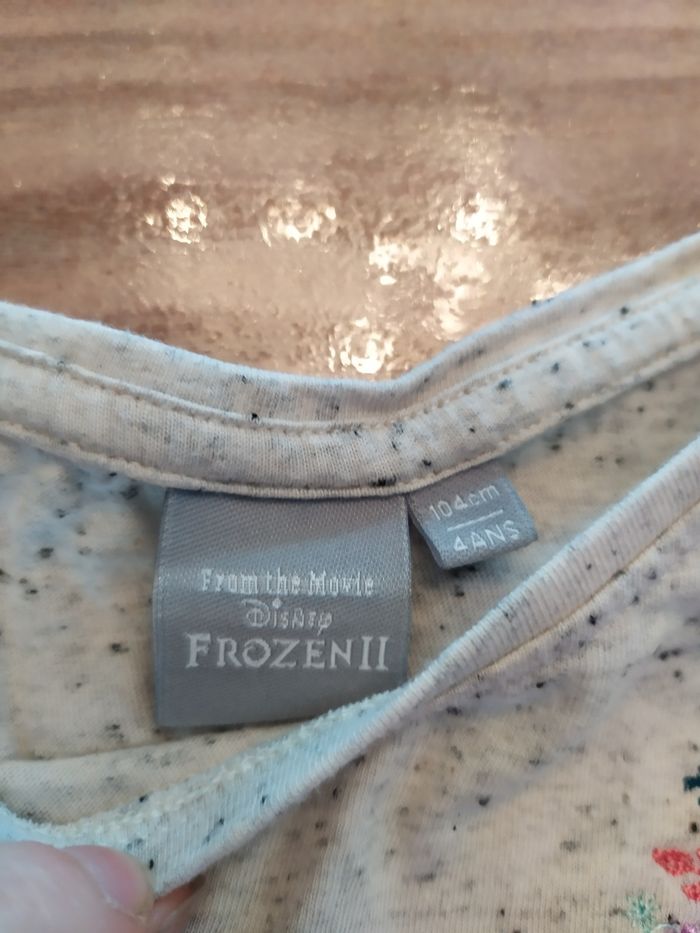 From the Movie
Disney
FROZEN II
104cm
4 ANS